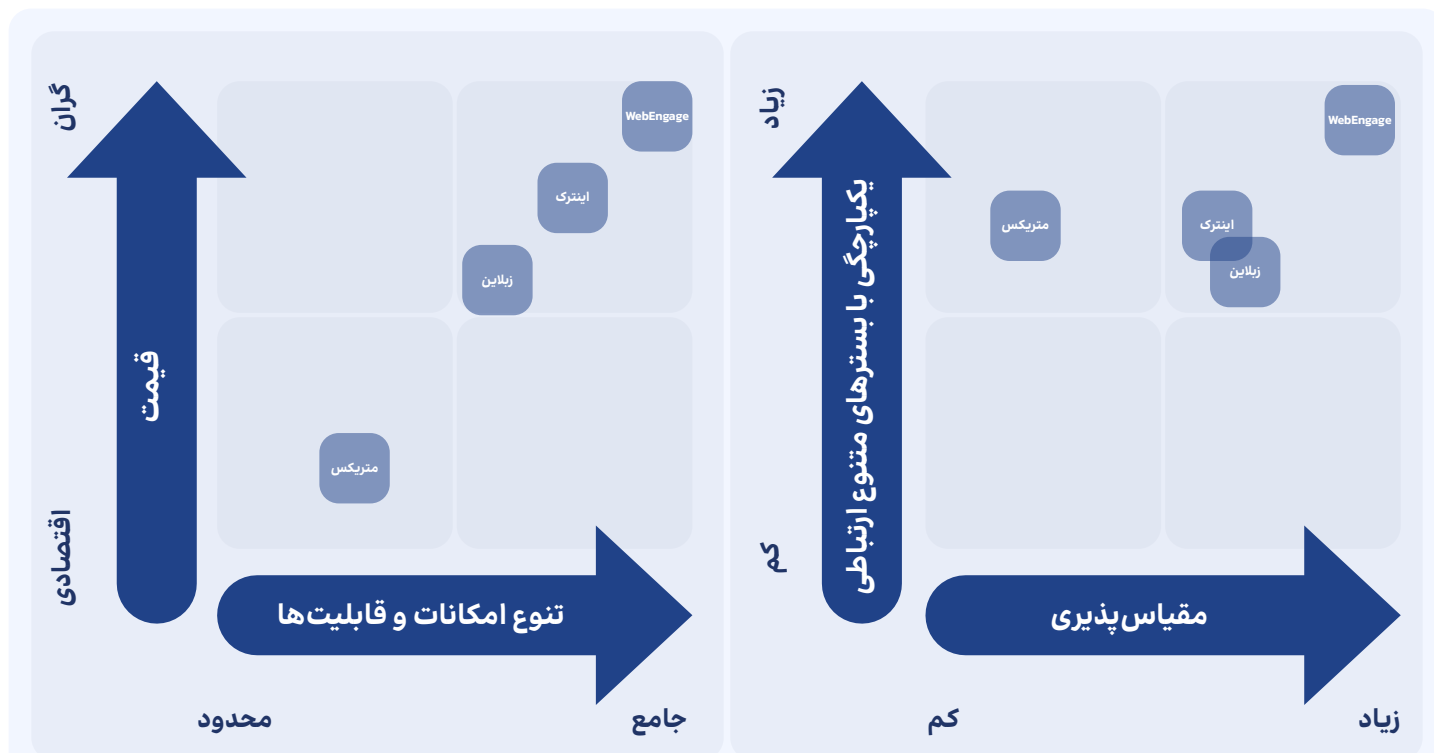 زیاد
WebEngage
متریکس
اینترک
زبلاین
یکپارچگی با بسترهای متنوع ارتباطی
کم
مقیاس‌پذیری
کم
زیاد
گران
WebEngage
اینترک
زبلاین
قیمت
متریکس
اقتصادی
تنوع امکانات و قابلیت‌ها
محدود
جامع